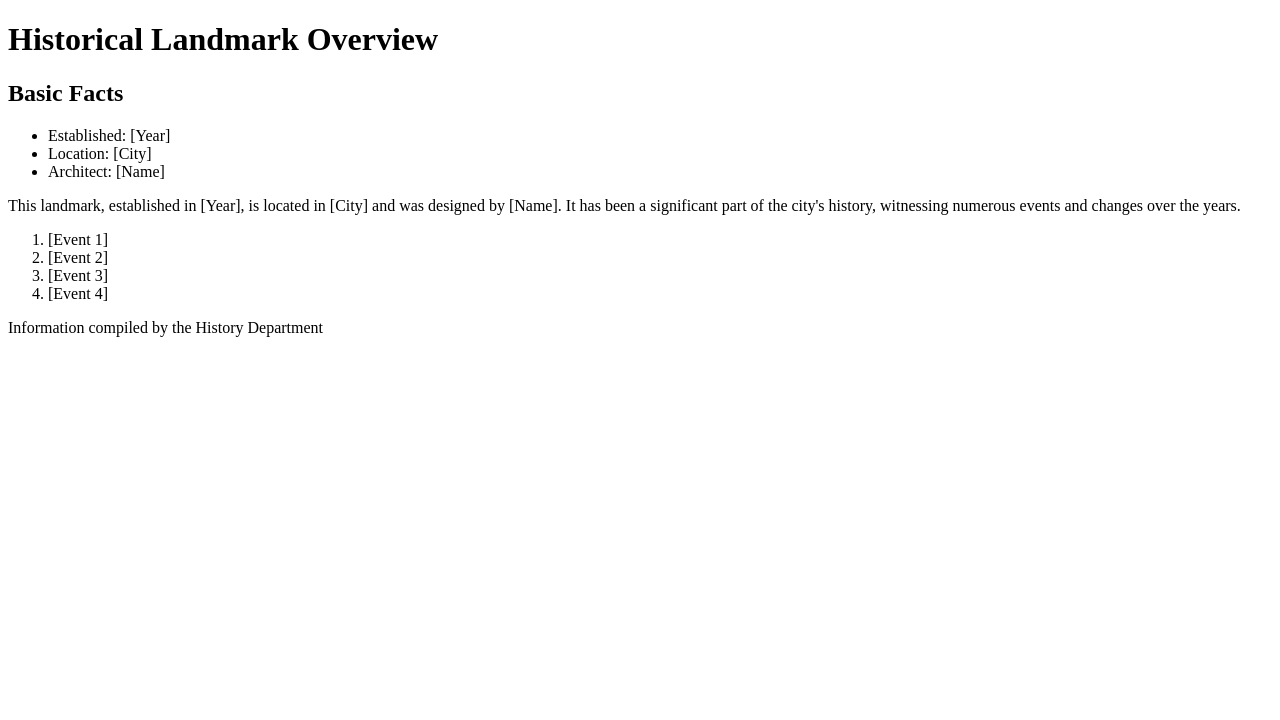 Historical Landmark Overview
Basic Facts
• Established: [Year]
• Location: [City]
• Architect: [Name]
This landmark, established in [Year], is located in [City] and was designed by [Name]. It has been a significant part of the city's history, witnessing numerous events and changes over the years.
1. [Event 1]
2. [Event 2]
3. [Event 3]
4. [Event 4]
Information compiled by the History Department